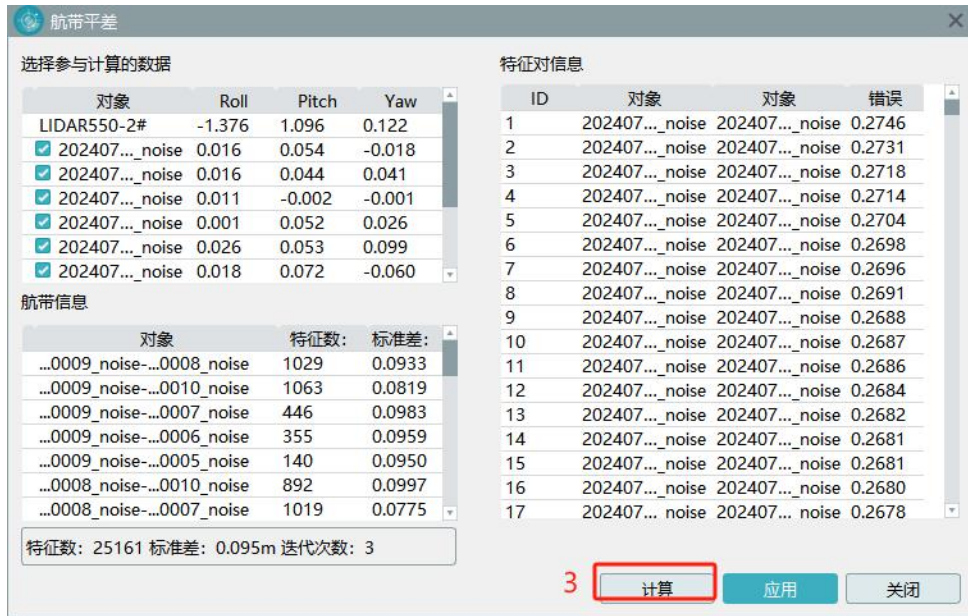 航带平差
选择参与计算的数据
对象 Roll Pitch Yaw
LIDAR550-2# -1.376 1.096 0.122
202407..._noise 0.016 0.054 -0.018
202407..._noise 0.016 0.044 0.041
202407..._noise 0.011 -0.002 -0.001
202407..._noise 0.001 0.052 0.026
202407..._noise 0.026 0.053 0.099
202407..._noise 0.018 0.072 -0.060
航带信息
对象 特征数: 标准差:
...0009_noise-...0008_noise 1029 0.0933
...0009_noise-...0010_noise 1063 0.0819
...0009_noise-...0007_noise 446 0.0983
...0009_noise-...0006_noise 355 0.0959
...0009_noise-...0005_noise 140 0.0950
...0008_noise-...0010_noise 892 0.0997
...0008_noise-...0007_noise 1019 0.0775
特征数: 25161 标准差: 0.095m 迭代次数: 3
特征对信息
ID 对象 对象 错误
1 202407..._noise 202407..._noise 0.2746
2 202407..._noise 202407..._noise 0.2731
3 202407..._noise 202407..._noise 0.2718
4 202407..._noise 202407..._noise 0.2714
5 202407..._noise 202407..._noise 0.2704
6 202407..._noise 202407..._noise 0.2698
7 202407..._noise 202407..._noise 0.2696
8 202407..._noise 202407..._noise 0.2691
9 202407..._noise 202407..._noise 0.2688
10 202407..._noise 202407..._noise 0.2687
11 202407..._noise 202407..._noise 0.2686
12 202407..._noise 202407..._noise 0.2684
13 202407..._noise 202407..._noise 0.2682
14 202407..._noise 202407..._noise 0.2681
15 202407..._noise 202407..._noise 0.2681
16 202407..._noise 202407..._noise 0.2680
17 202407... noise 202407... noise 0.2678
3 计算 应用 关闭